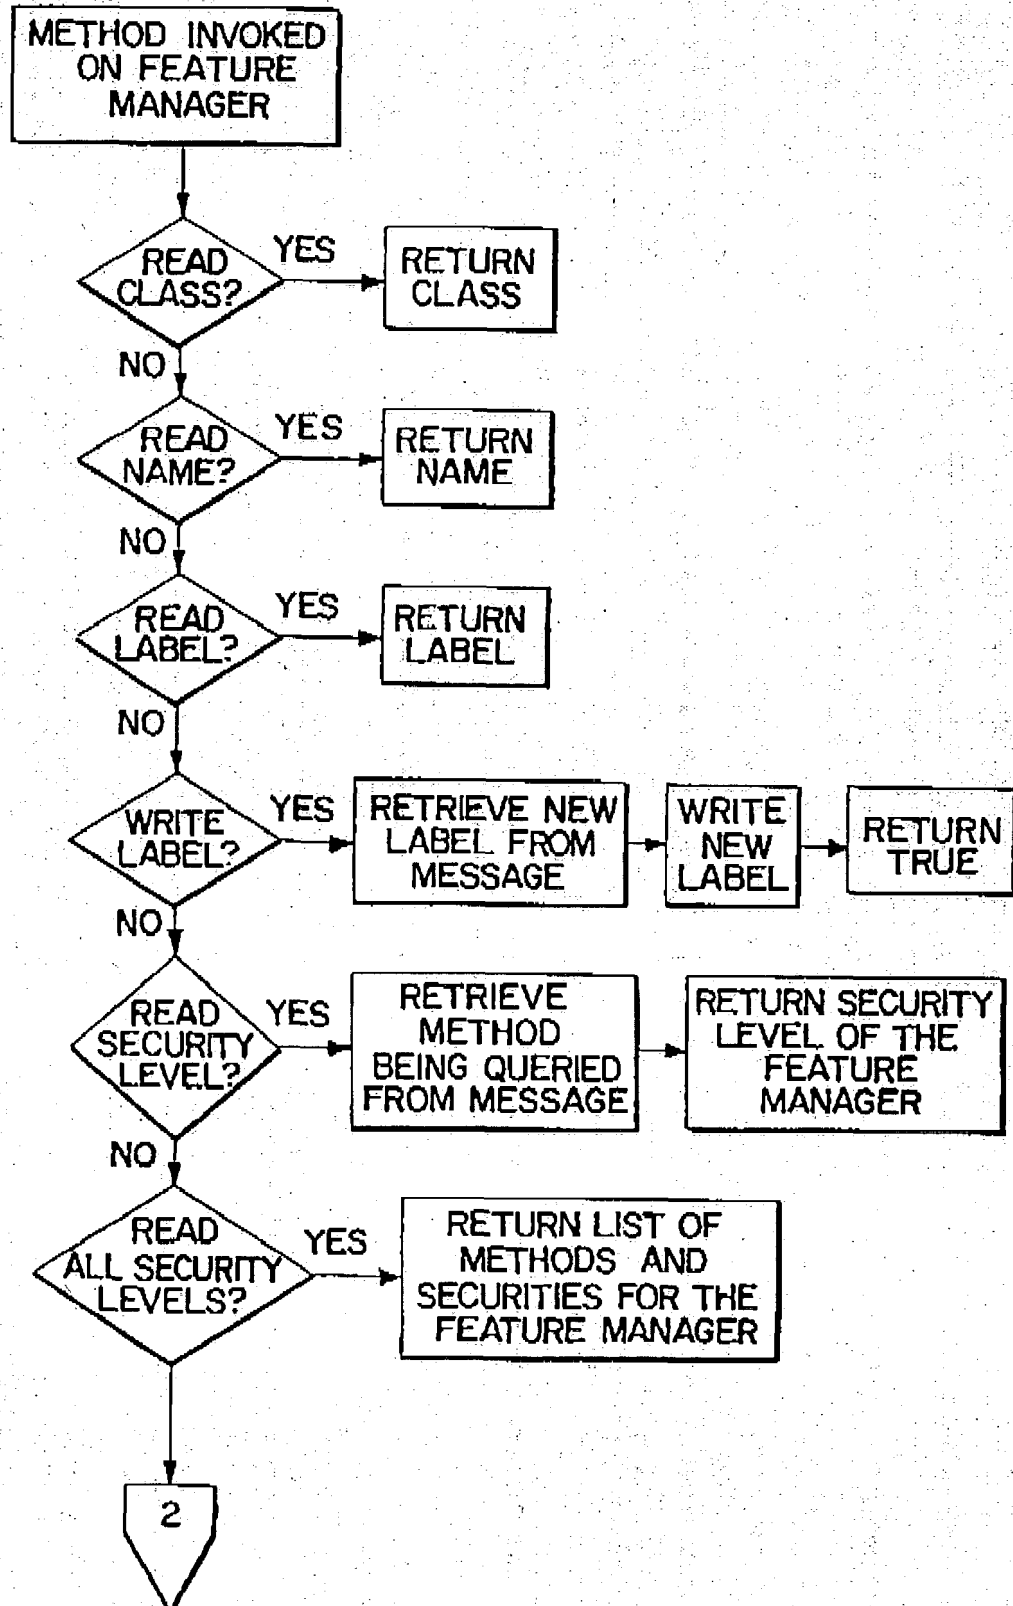 METHOD INVOKED
ON FEATURE
MANAGER
READ
CLASS?
YES
RETURN
CLASS
NO
READ
NAME?
YES
RETURN
NAME
NO
READ
LABEL?
YES
RETURN
LABEL
NO
WRITE
LABEL?
YES
RETRIEVE NEW
LABEL FROM
MESSAGE
WRITE
NEW
LABEL
RETURN
TRUE
NO
READ
SECURITY
LEVEL?
YES
RETRIEVE
METHOD
BEING QUERIED
FROM MESSAGE
RETURN SECURITY
LEVEL OF THE
FEATURE
MANAGER
NO
READ
ALL SECURITY
LEVELS?
YES
RETURN LIST OF
METHODS AND
SECURITIES FOR THE
FEATURE MANAGER
2